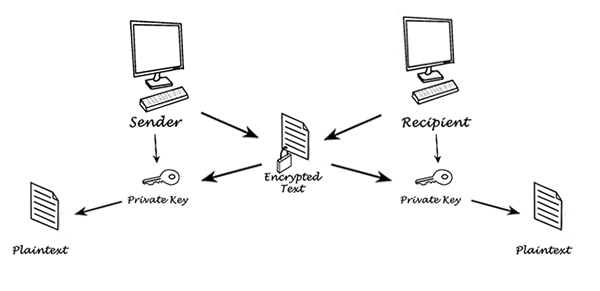 Sender
Recipient
Encrypted
Text
Private Key
Private Key
Plaintext
Plaintext